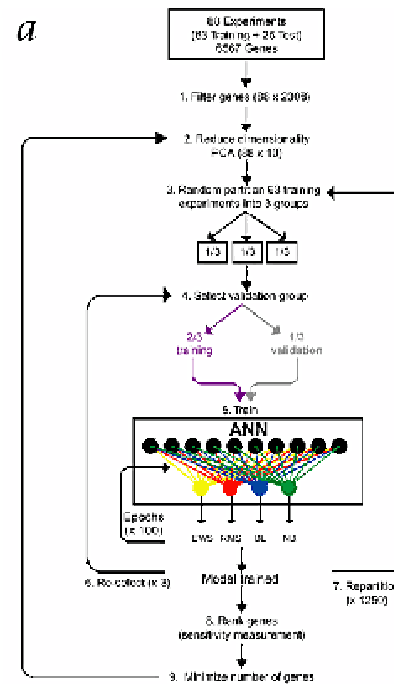 a
88 Experiments
(63 Training + 25 Test)
6567 Genes
1. Filter genes (88 x 2308)
2. Reduce dimensionality
PCA (88 x 10)
3. Random partition 63 training
experiments into 3 groups
1/3 1/3 1/3
4. Select validation group
2/3 1/3
training validation
5. Train
ANN
Epochs
(x 100)
EWS RMS BL NB
6. Re-select (x 3) Model trained 7. Repartitio
(x 1250)
8. Rank genes
(sensitivity measurement)
9. Minimize number of genes